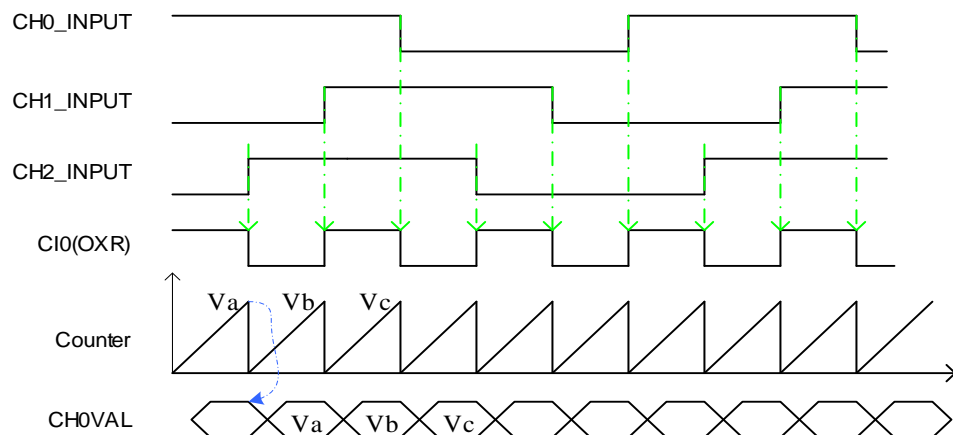 CH0_INPUT
CH1_INPUT
CH2_INPUT
CI0(OXR)
Va Vb Vc
Counter
CH0VAL Va Vb Vc